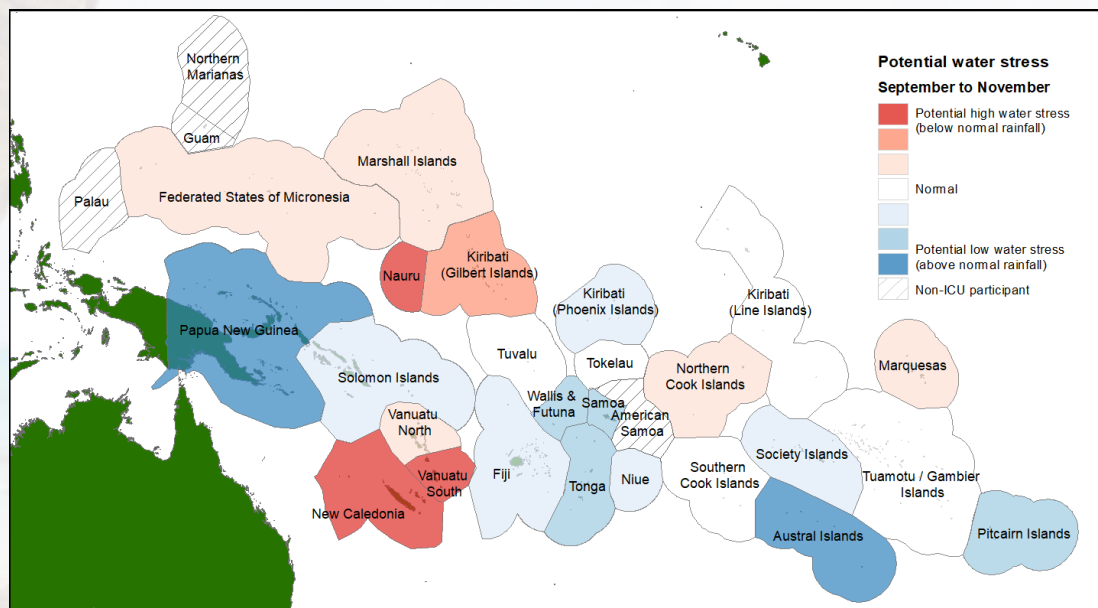 Northern
Marianas
Guam
Palau
Federated States of Micronesia
Marshall Islands
Nauru
Kiribati
(Gilbert Islands)
Papua New Guinea
Solomon Islands
Tuvalu
Kiribati
(Phoenix Islands)
Kiribati
(Line Islands)
Tokelau
Wallis &
Futuna
Samoa
American
Samoa
Northern
Cook Islands
Marquesas
Vanuatu
North
Vanuatu
South
New Caledonia
Fiji
Tonga
Niue
Southern
Cook Islands
Society Islands
Tuamotu / Gambier
Islands
Austral Islands
Pitcairn Islands
Potential water stress
September to November
Potential high water stress
(below normal rainfall)
Normal
Potential low water stress
(above normal rainfall)
Non-ICU participant